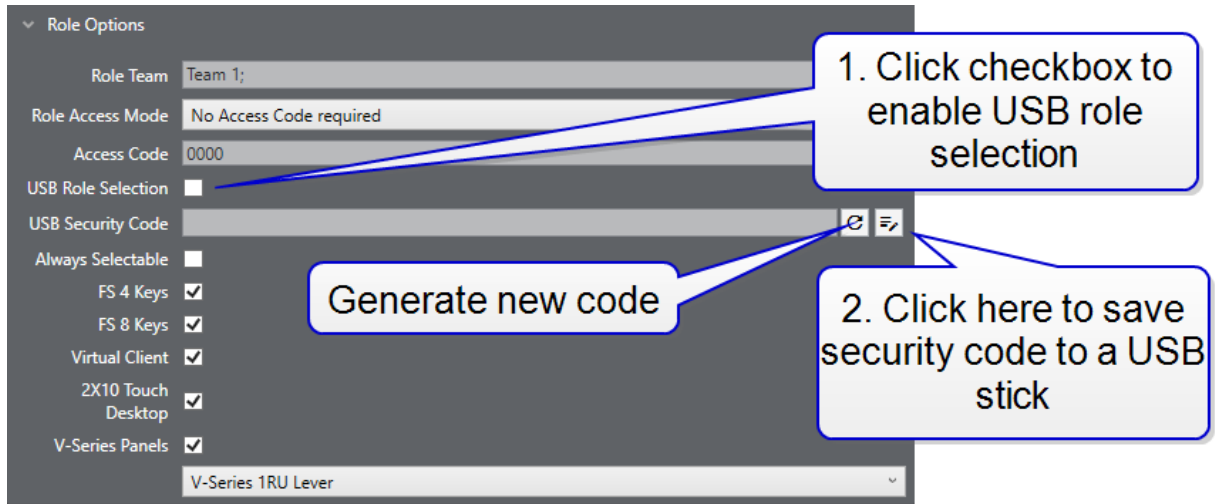 Role Options
Role Team Team 1;
Role Access Mode No Access Code required
Access Code 0000
USB Role Selection
USB Security Code
Always Selectable
FS 4 Keys
FS 8 Keys
Virtual Client
2X10 Touch
Desktop
V-Series Panels
V-Series 1RU Lever
1. Click checkbox to
enable USB role
selection
Generate new code
2. Click here to save
security code to a USB
stick